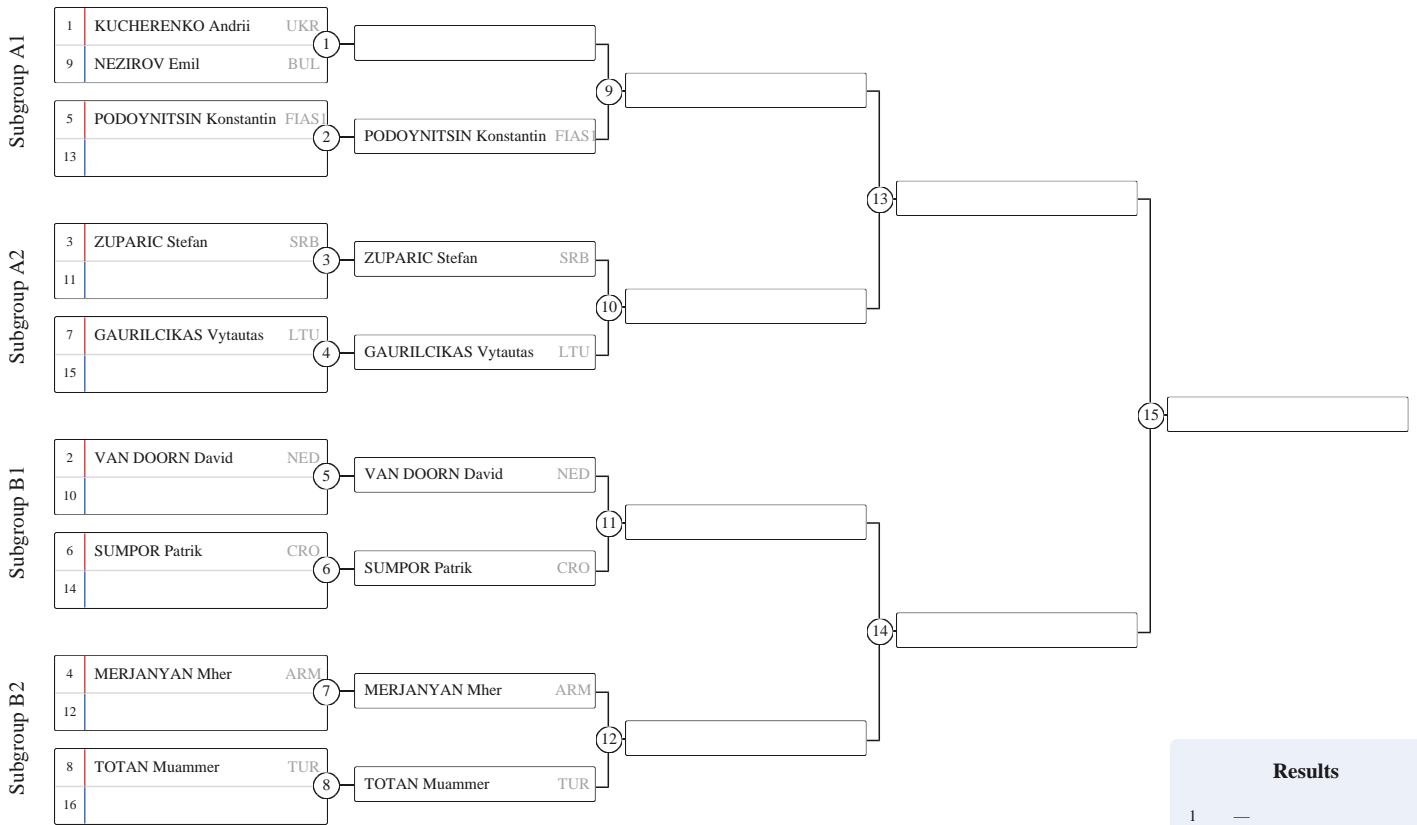 Subgroup A1
1 KUCHERENKO Andrii UKR
9 NEZIROV Emil BUL
1
5 PODOYNITSIN Konstantin FIAS1
13
2
PODOYNITSIN Konstantin FIAS1
9
Subgroup A2
3 ZUPARIC Stefan SRB
11
3
ZUPARIC Stefan SRB
7 GAURILCIKAS Vytautas LTU
15
4
GAURILCIKAS Vytautas LTU
10
13
Subgroup B1
2 VAN DOORN David NED
10
5
VAN DOORN David NED
6 SUMPOR Patrik CRO
14
6
SUMPOR Patrik CRO
11
Subgroup B2
4 MERJANYAN Mher ARM
12
7
MERJANYAN Mher ARM
8 TOTAN Muammer TUR
16
8
TOTAN Muammer TUR
12
14
15
Results
1 —